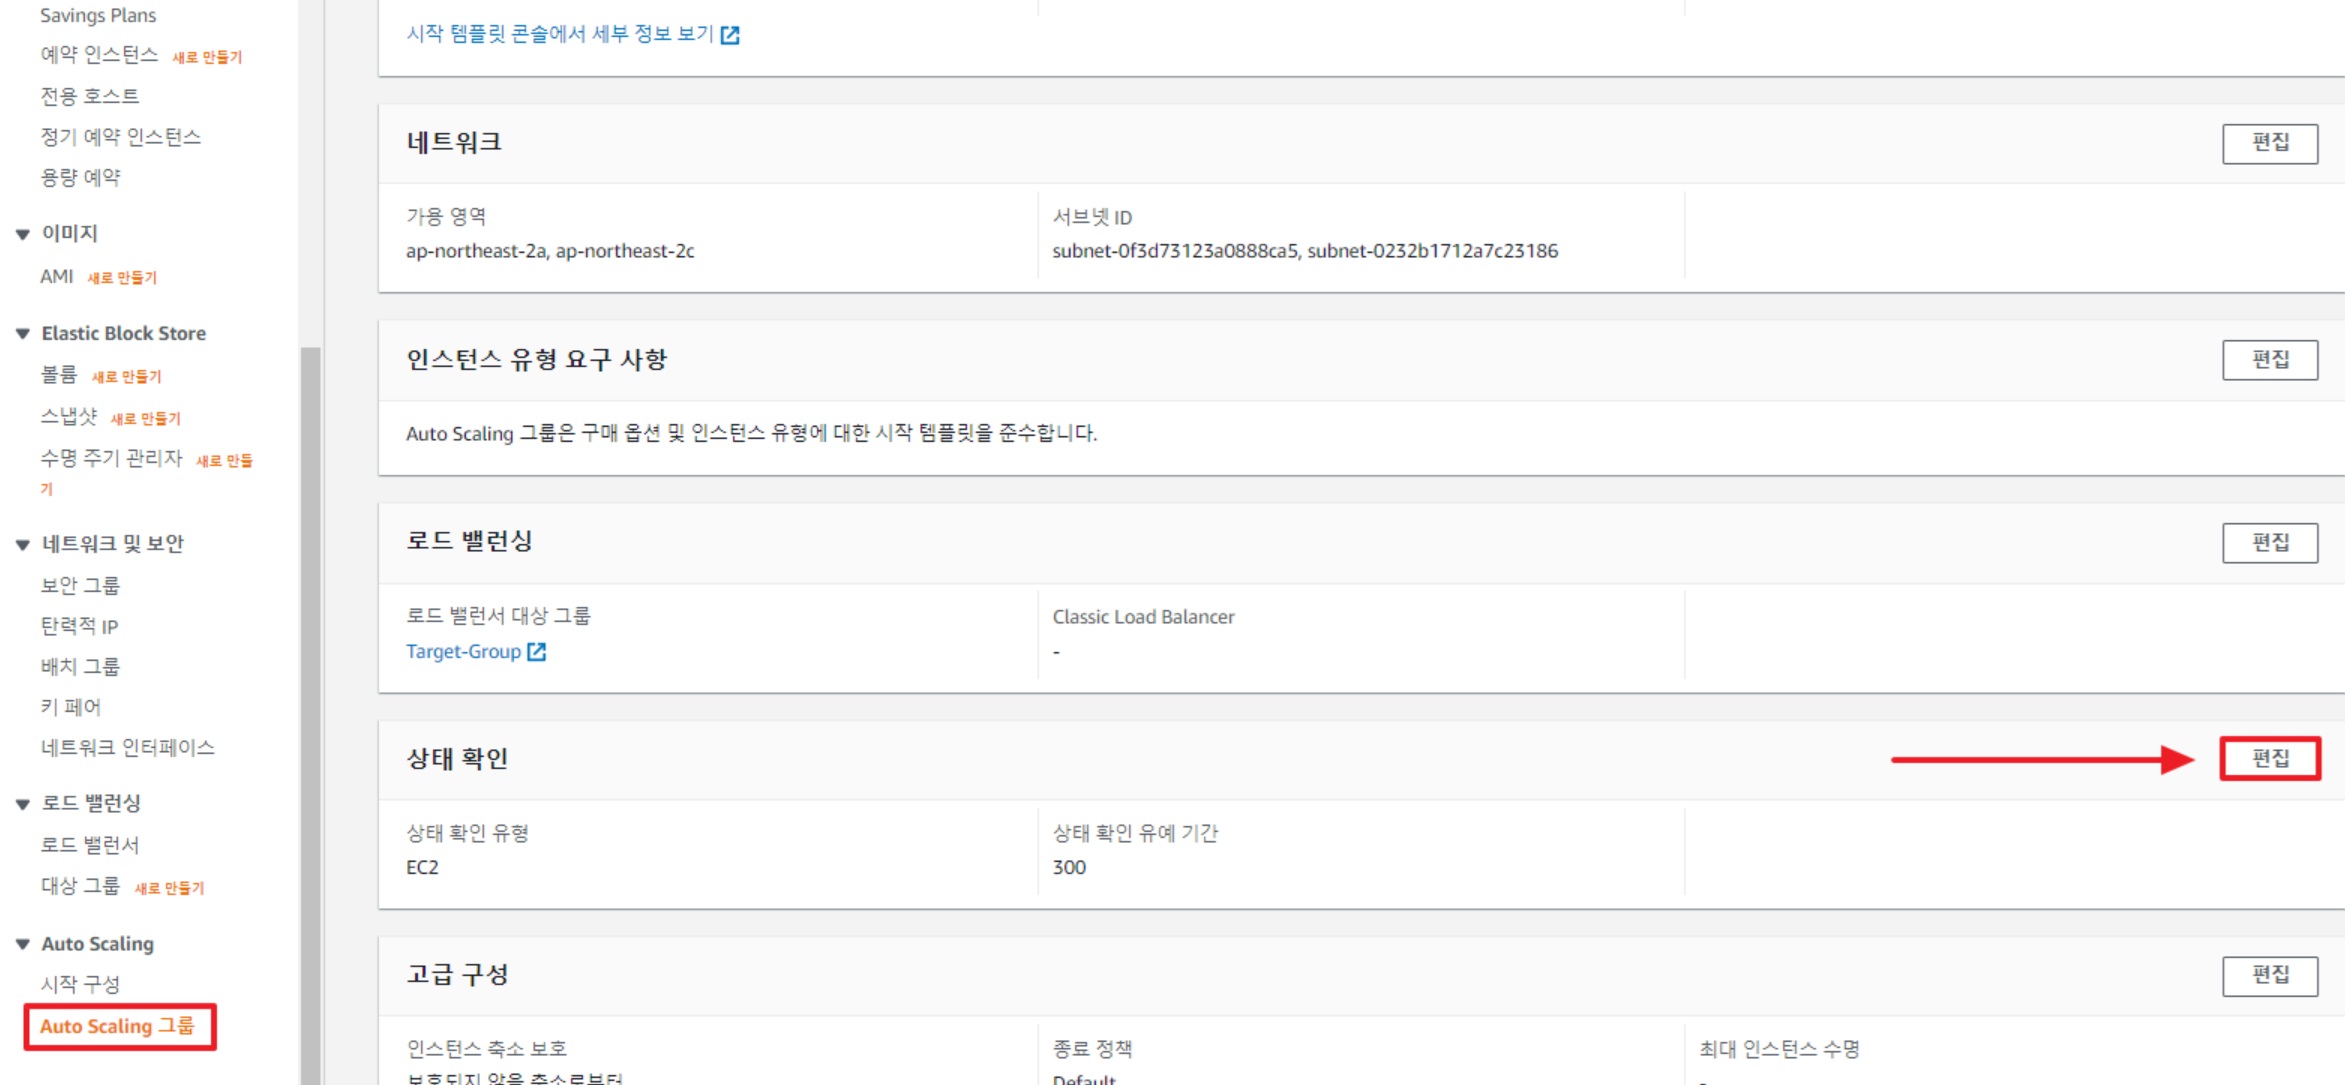 Savings Plans
예약 인스턴스 새로 만들기
전용 호스트
정기 예약 인스턴스
용량 예약
이미지
AMI 새로 만들기
Elastic Block Store
볼륨 새로 만들기
스냅샷 새로 만들기
수명 주기 관리자 새로 만들
기
네트워크 및 보안
보안 그룹
탄력적 IP
배치 그룹
키 페어
네트워크 인터페이스
로드 밸런싱
로드 밸런서
대상 그룹 새로 만들기
Auto Scaling
시작 구성
Auto Scaling 그룹
시작 템플릿 콘솔에서 세부 정보 보기
네트워크 편집
가용 영역 서브넷 ID
ap-northeast-2a, ap-northeast-2c subnet-0f3d73123a0888ca5, subnet-0232b1712a7c23186
인스턴스 유형 요구 사항 편집
Auto Scaling 그룹은 구매 옵션 및 인스턴스 유형에 대한 시작 템플릿을 준수합니다.
로드 밸런싱 편집
로드 밸런서 대상 그룹 Classic Load Balancer
Target-Group -
상태 확인 편집
상태 확인 유형 상태 확인 유예 기간
EC2 300
고급 구성 편집
인스턴스 축소 보호 종료 정책 최대 인스턴스 수명
보호되지 않음 축소로부터 Default -